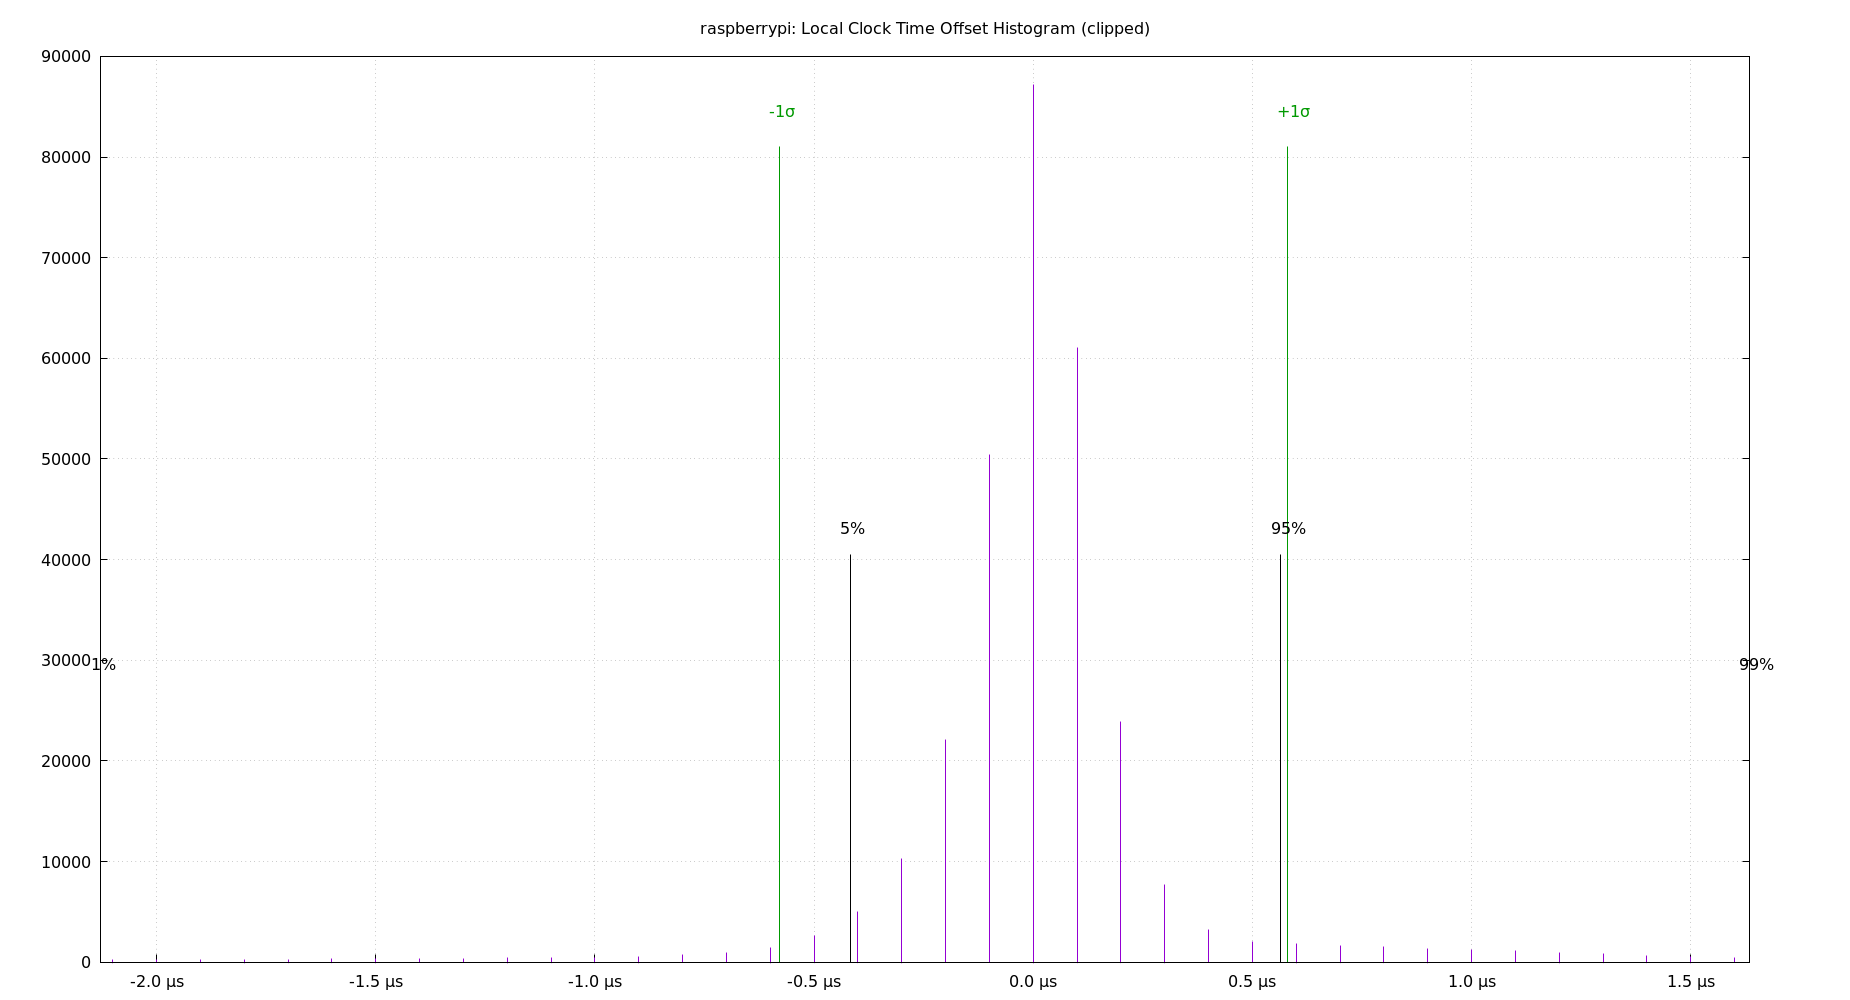 raspberrypi: Local Clock Time Offset Histogram (clipped)
90000
-1σ +1σ
80000
70000
60000
50000
5% 95%
40000
30000 1% 99%
20000
10000
0
-2.0 µs -1.5 µs -1.0 µs -0.5 µs 0.0 µs 0.5 µs 1.0 µs 1.5 µs